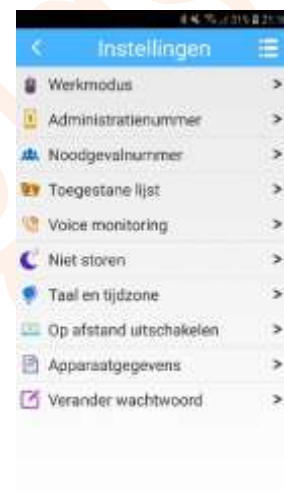 Instellingen
Werkmodus
Administratienummer
Noodgevalnummer
Toegestane lijst
Voice monitoring
Niet storen
Taal en tijdzone
Op afstand uitschakelen
Apparaatgegevens
Verander wachtwoord